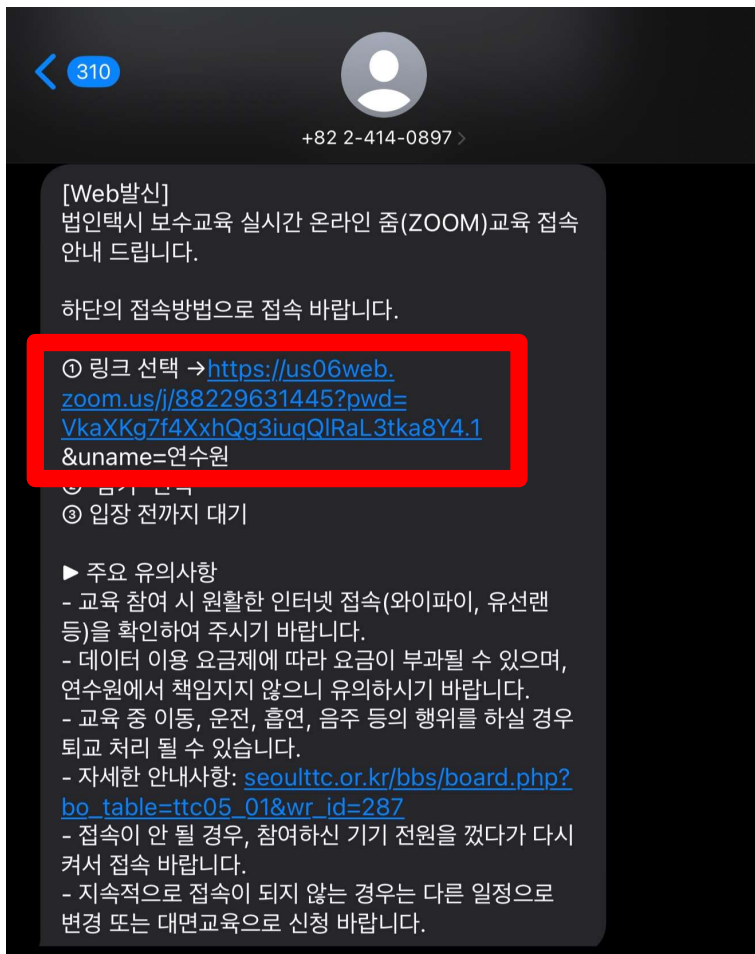 310
+82 2-414-0897
[Web발신]
법인택시 보수교육 실시간 온라인 줌(ZOOM)교육 접속
안내 드립니다.
하단의 접속방법으로 접속 바랍니다.
① 링크 선택 →https://us06web.
zoom.us/j/88229631445?pwd=
VkaXKg7f4XxhQg3iuqQlRaL3tka8Y4.1
&uname=연수원
③ 입장 전까지 대기
▶ 주요 유의사항
- 교육 참여 시 원활한 인터넷 접속(와이파이, 유선랜
등)을 확인하여 주시기 바랍니다.
- 데이터 이용 요금제에 따라 요금이 부과될 수 있으며,
연수원에서 책임지지 않으니 유의하시기 바랍니다.
- 교육 중 이동, 운전, 흡연, 음주 등의 행위를 하실 경우
퇴교 처리 될 수 있습니다.
- 자세한 안내사항: seoulttc.or.kr/bbs/board.php?
bo_table=ttc05_01&wr_id=287
- 접속이 안 될 경우, 참여하신 기기 전원을 껐다가 다시
켜서 접속 바랍니다.
- 지속적으로 접속이 되지 않는 경우는 다른 일정으로
변경 또는 대면교육으로 신청 바랍니다.